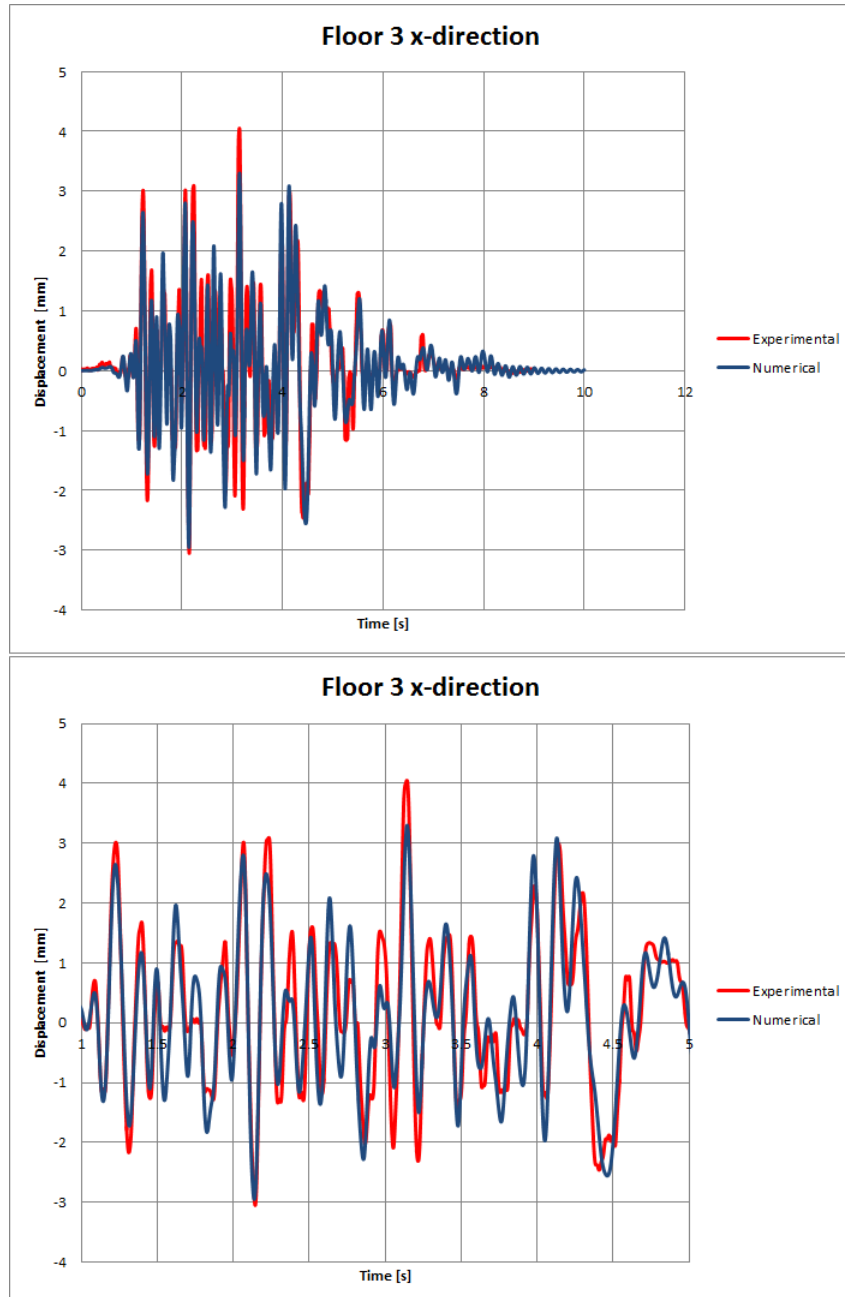 Floor 3 x-direction
5
4
3
2
1
0
-1
-2
-3
-4
0 2 4 6 8 10 12
Displacement [mm]
Time [s]
Experimental
Numerical
Floor 3 x-direction
5
4
3
2
1
0
-1
-2
-3
-4
1 1.5 2 2.5 3 3.5 4 4.5 5
Displacement [mm]
Time [s]
Experimental
Numerical